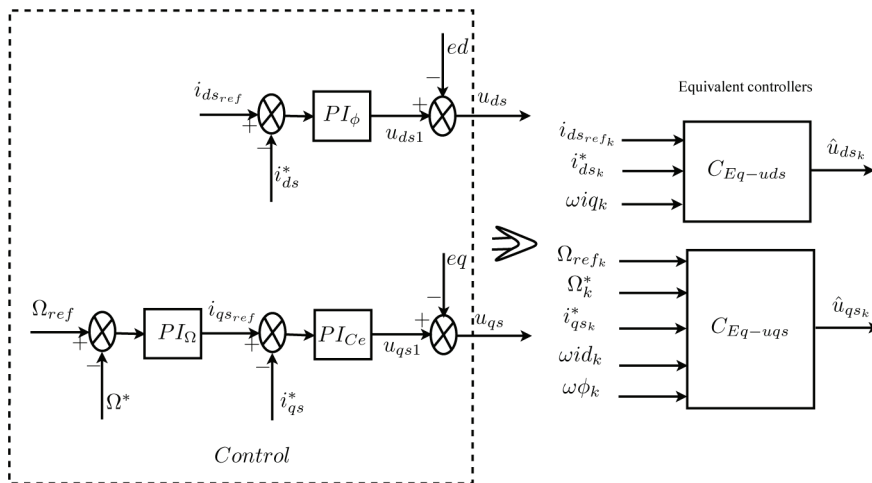 ed
−
i_{ds_{ref}}
+
−
PI_ϕ
u_{ds1}
+
u_{ds}
i^*_{ds}
Ω_{ref}
+
−
Ω*
PI_Ω
i_{qs_{ref}}
+
−
i^*_{qs}
PI_{Ce}
u_{qs1}
eq
−
+
u_{qs}
Control
Equivalent controllers
i_{ds_{ref_k}}
i^*_{ds_k}
ωiq_k
C_{Eq−uds}
û_{ds_k}
Ω_{ref_k}
Ω^*_k
i^*_{qs_k}
ωid_k
ωϕ_k
C_{Eq−uqs}
û_{qs_k}